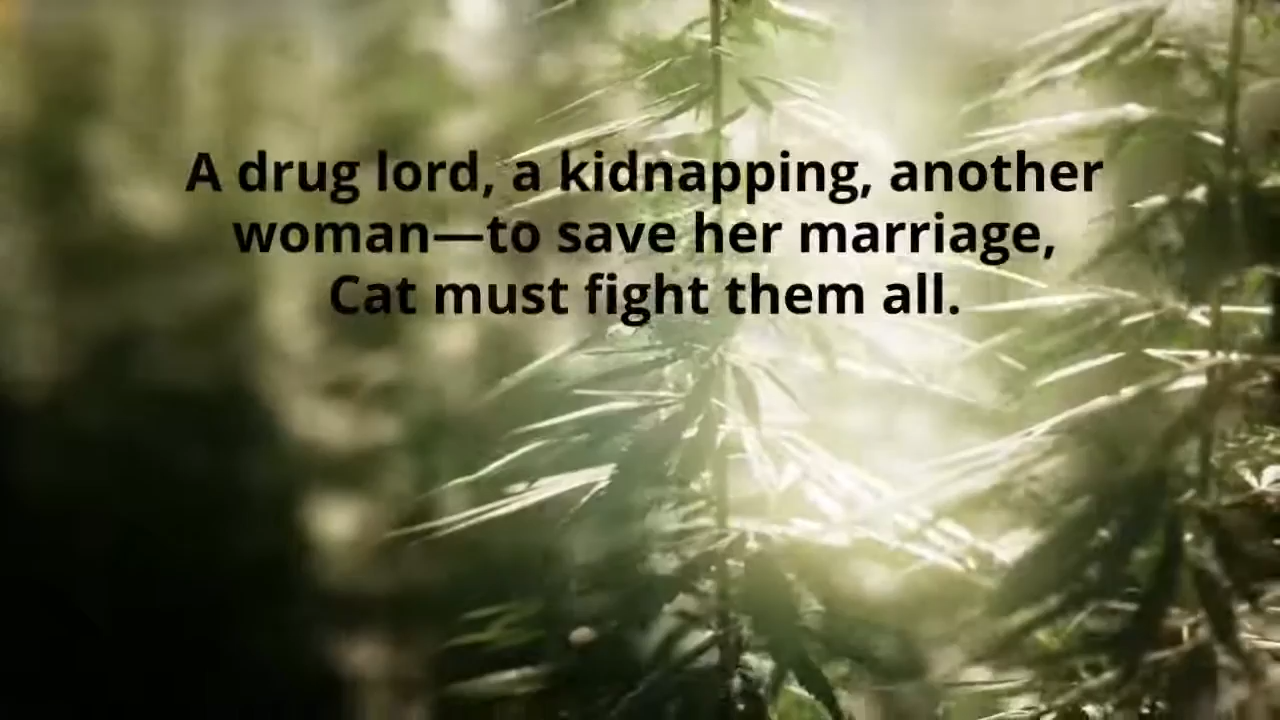 A drug lord, a kidnapping, another
woman—to save her marriage,
Cat must fight them all.